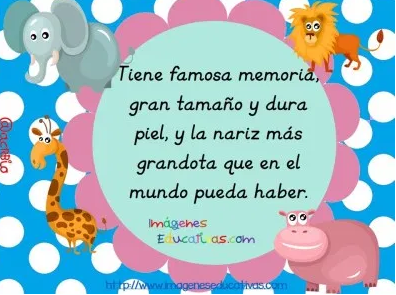 Tiene famosa memoria,
gran tamaño y dura
piel, y la nariz más
grandota que en el
mundo pueda haber.
Imágenes
Educativas.com
http://www.imageneseducativas.com